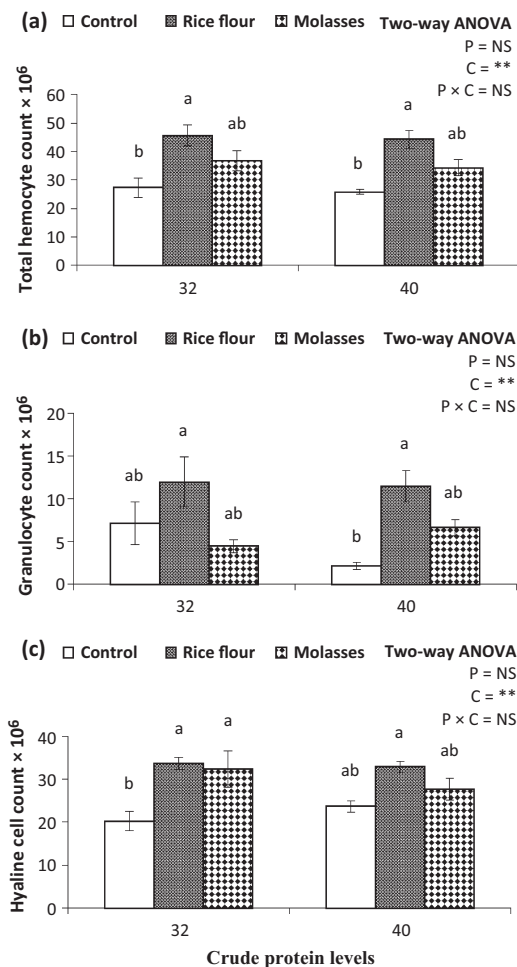 (a) Control Rice flour Molasses Two-way ANOVA
P = NS
C = **
P × C = NS
Total hemocyte count × 10⁶
60
50
40
30
20
10
0
b a ab b a ab
32 40
(b) Control Rice flour Molasses Two-way ANOVA
P = NS
C = **
P × C = NS
Granulocyte count × 10⁶
20
15
10
5
0
ab a ab b a ab
32 40
(c) Control Rice flour Molasses Two-way ANOVA
P = NS
C = **
P × C = NS
Hyaline cell count × 10⁶
40
30
20
10
0
b a a ab a ab
32 40
Crude protein levels